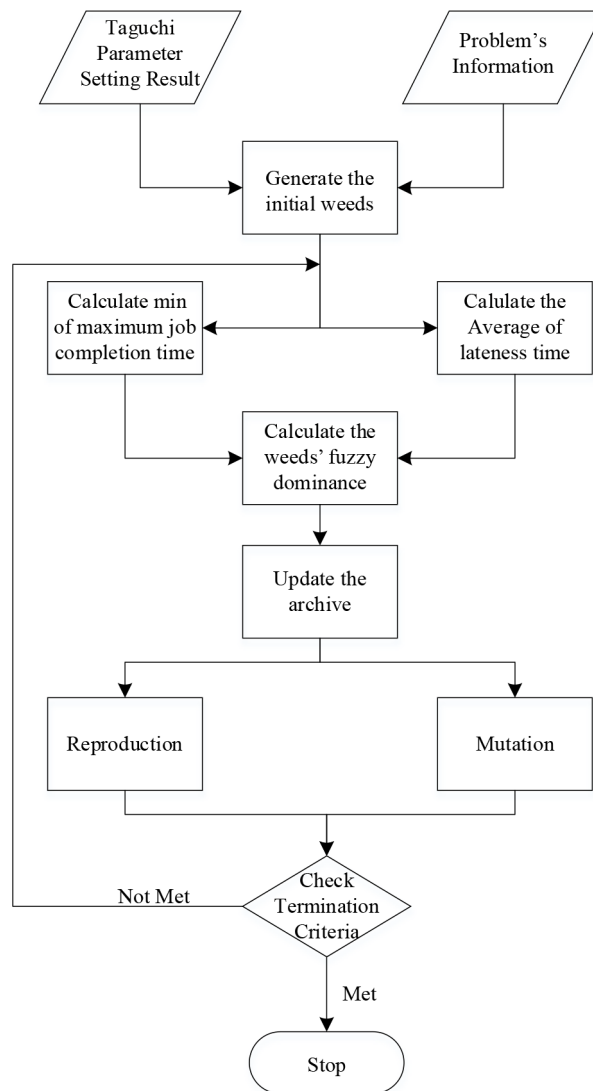 Taguchi
Parameter
Setting Result
Problem's
Information
Generate the
initial weeds
Calculate min
of maximum job
completion time
Calulate the
Average of
lateness time
Calculate the
weeds' fuzzy
dominance
Update the
archive
Reproduction
Mutation
Not Met
Check
Termination
Criteria
Met
Stop